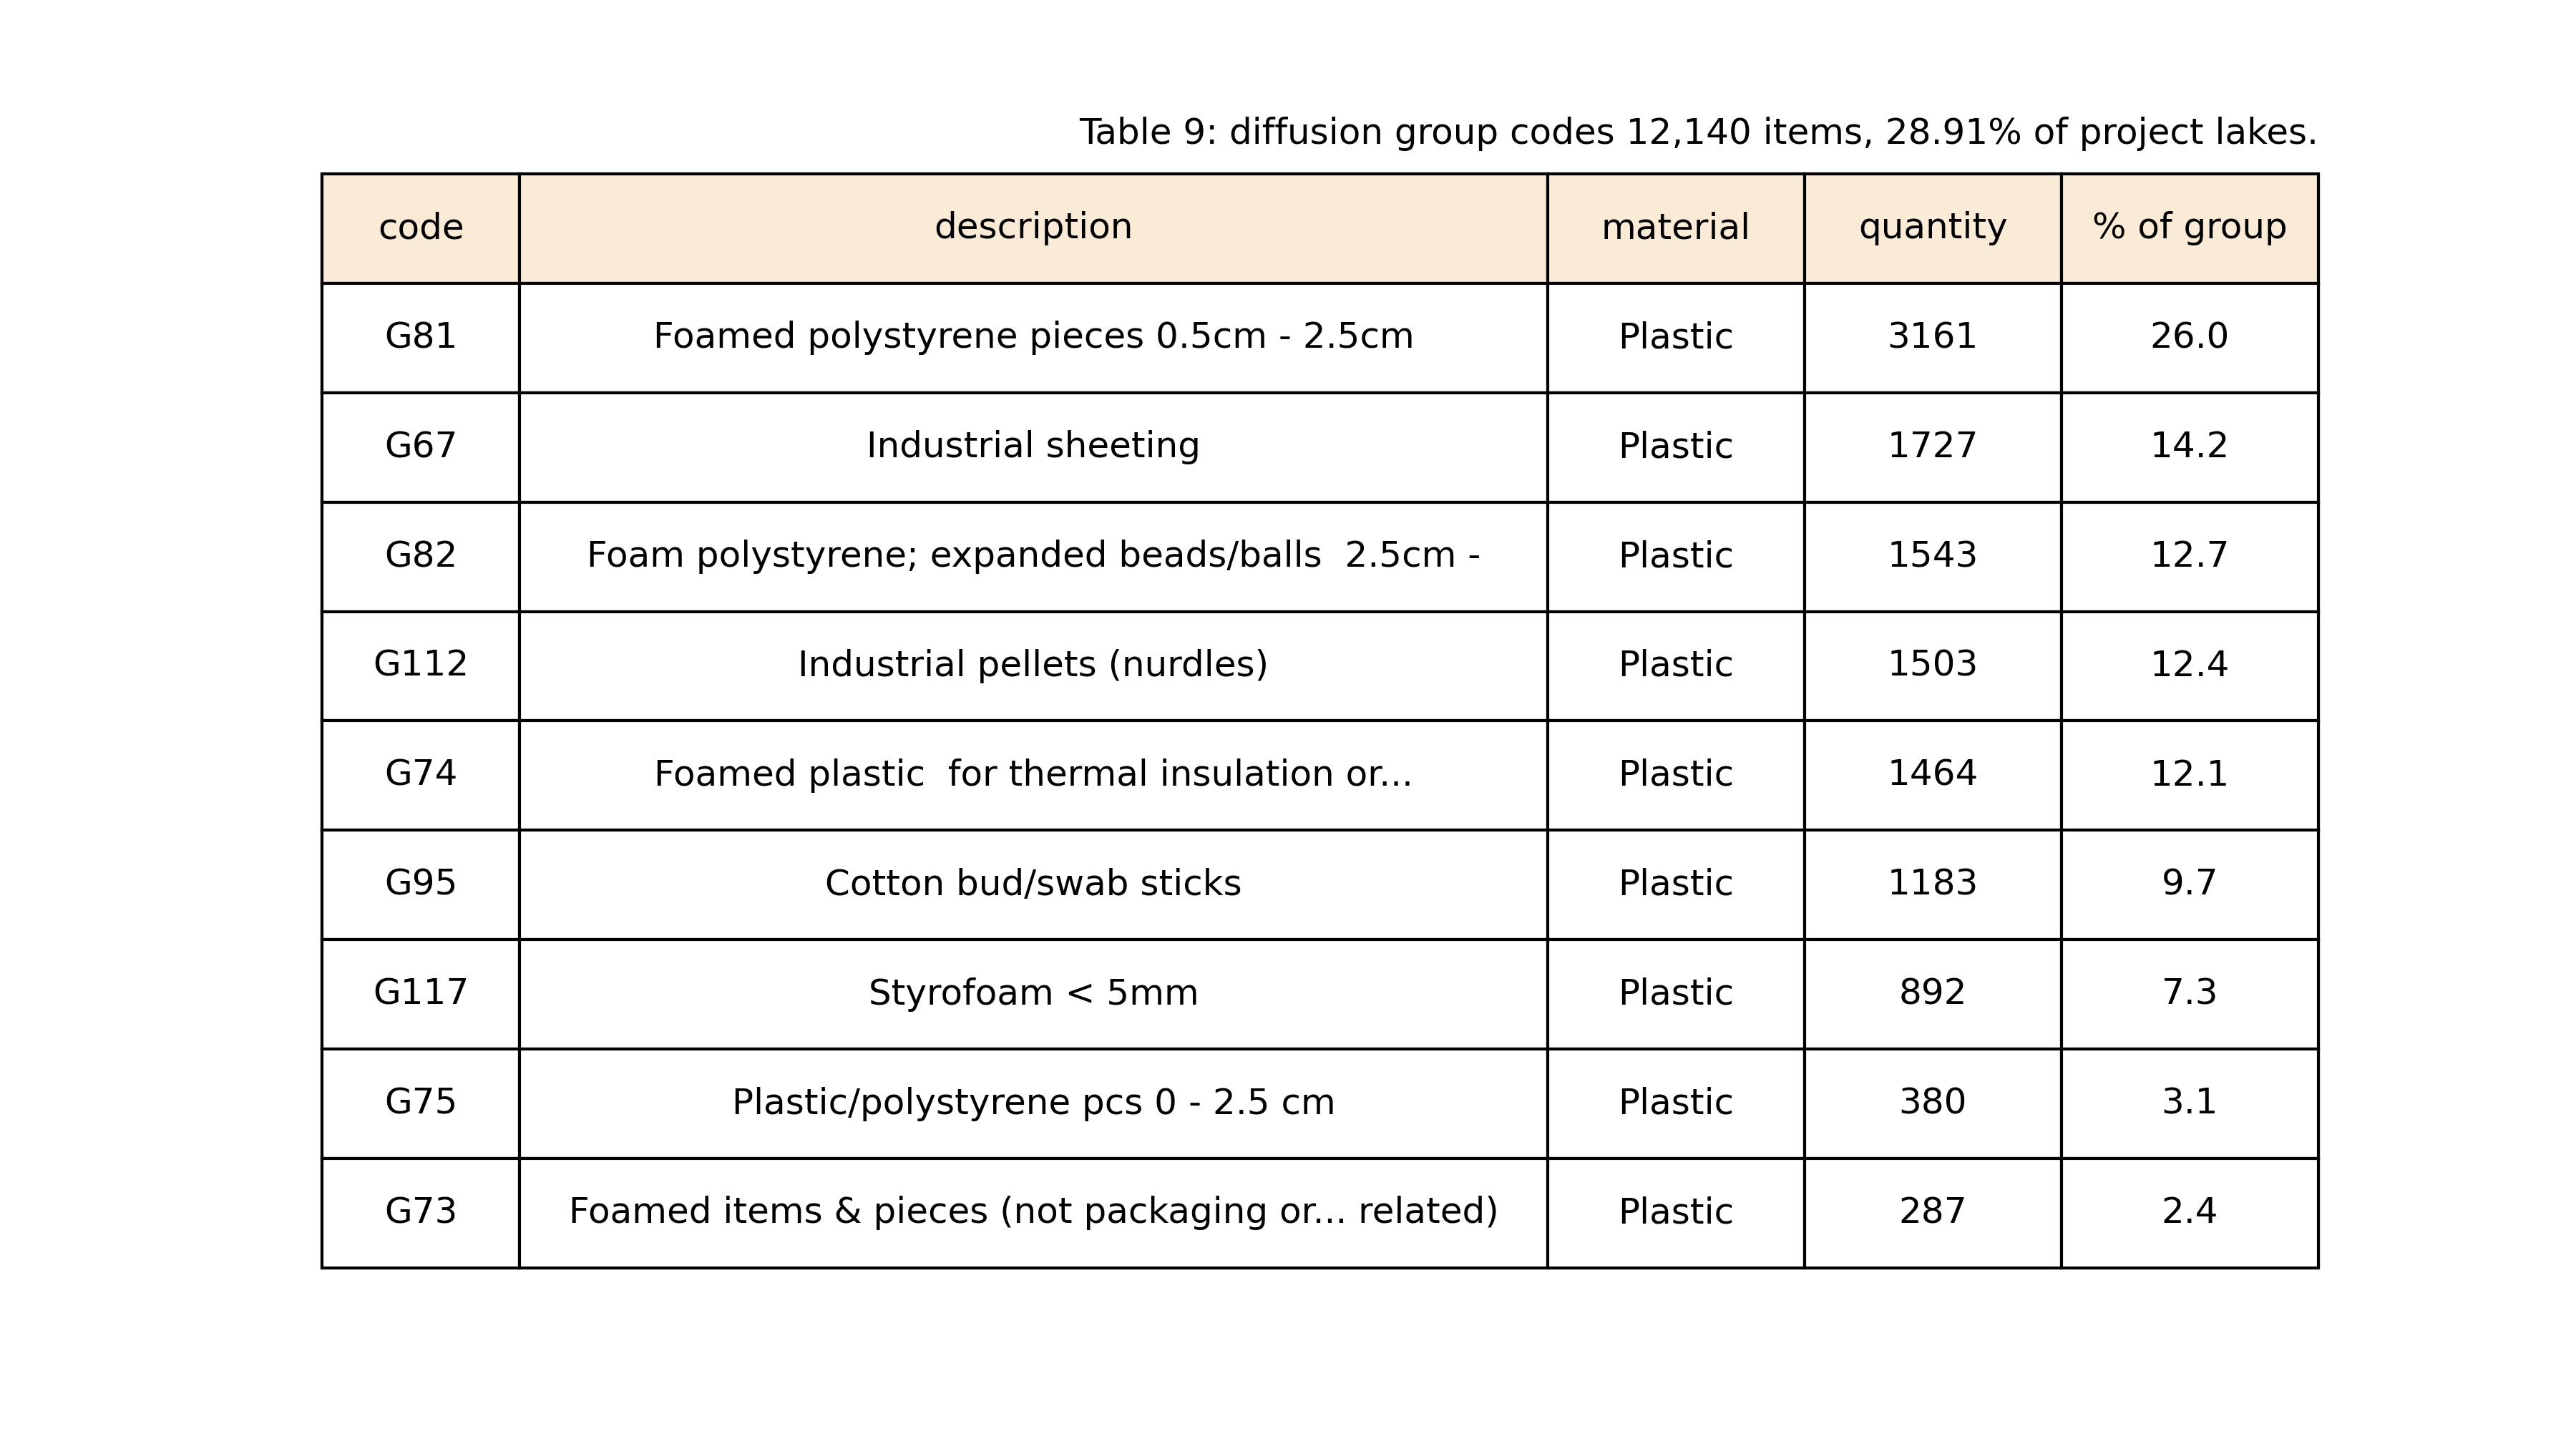 Table 9: diffusion group codes 12,140 items, 28.91% of project lakes.
code description material quantity % of group
G81 Foamed polystyrene pieces 0.5cm - 2.5cm Plastic 3161 26.0
G67 Industrial sheeting Plastic 1727 14.2
G82 Foam polystyrene; expanded beads/balls  2.5cm - Plastic 1543 12.7
G112 Industrial pellets (nurdles) Plastic 1503 12.4
G74 Foamed plastic  for thermal insulation or... Plastic 1464 12.1
G95 Cotton bud/swab sticks Plastic 1183 9.7
G117 Styrofoam < 5mm Plastic 892 7.3
G75 Plastic/polystyrene pcs 0 - 2.5 cm Plastic 380 3.1
G73 Foamed items & pieces (not packaging or... related) Plastic 287 2.4